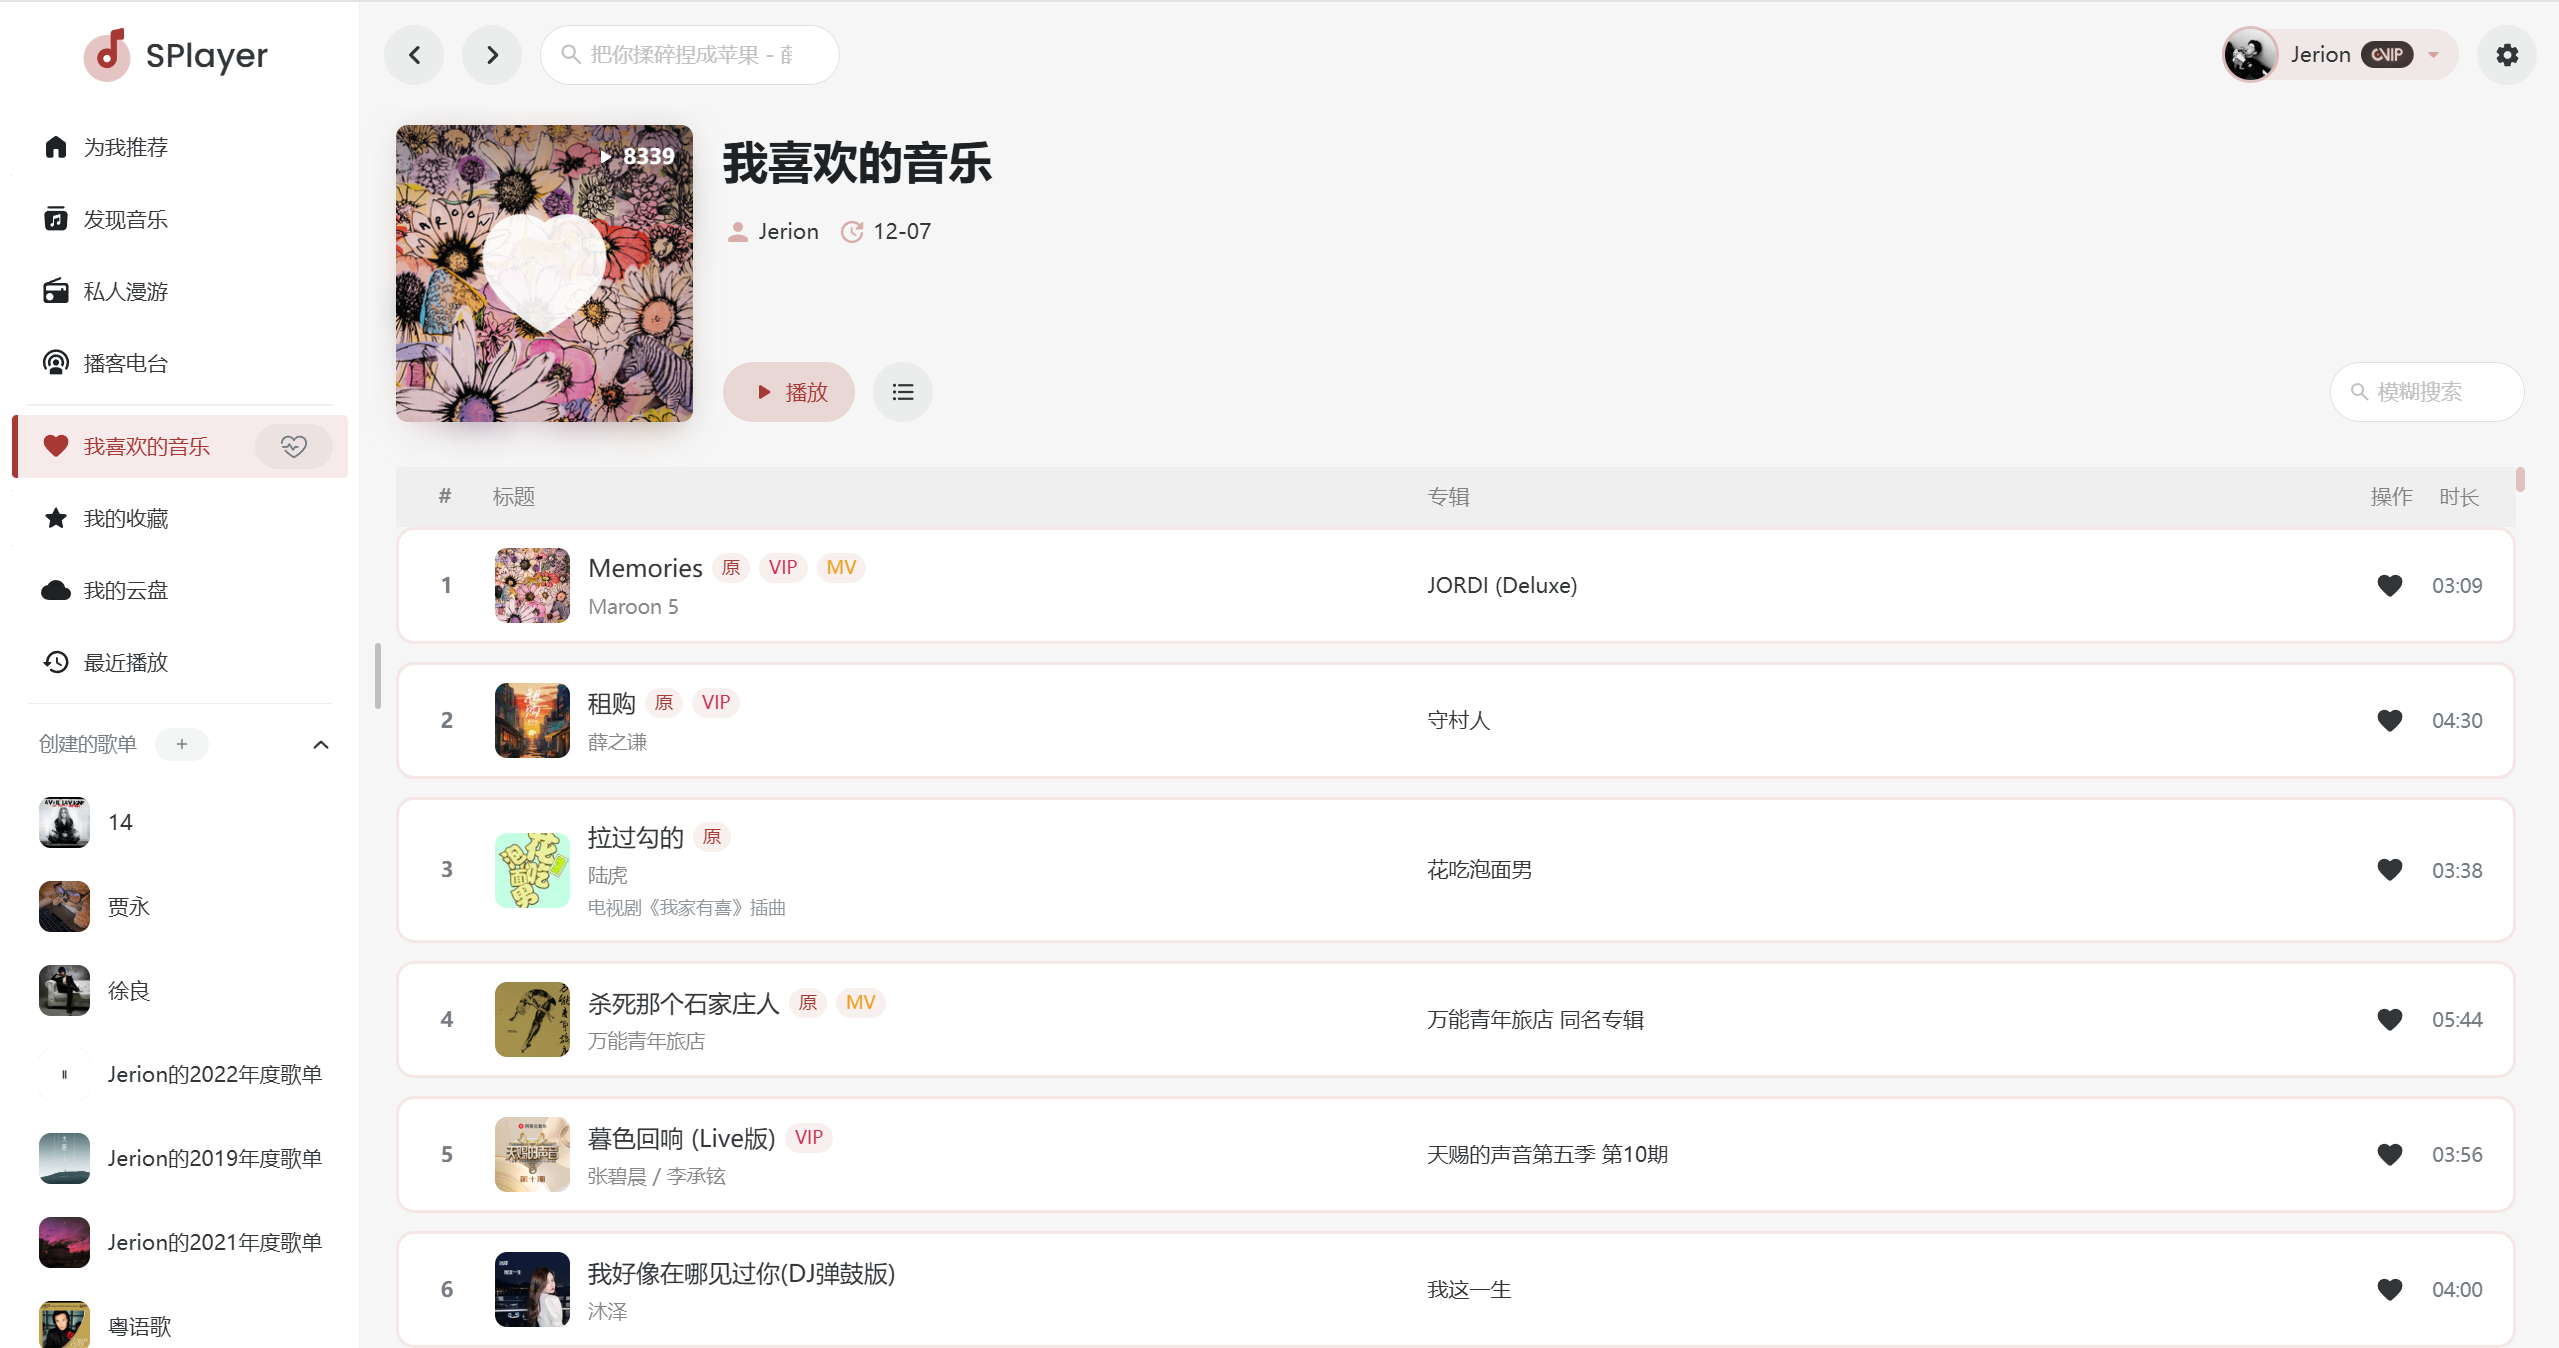 SPlayer
为我推荐
发现音乐
私人漫游
播客电台
我喜欢的音乐
我的收藏
我的云盘
最近播放
创建的歌单
14
贾永
徐良
Jerion的2022年度歌单
Jerion的2019年度歌单
Jerion的2021年度歌单
粤语歌
把你揉碎捏成苹果 -
Jerion VIP
8339
我喜欢的音乐
Jerion 12-07
播放
模糊搜索
# 标题 专辑 操作 时长
1 Memories 原 VIP MV JORDI (Deluxe) 03:09
Maroon 5
2 租购 原 VIP 守村人 04:30
薛之谦
3 拉过勾的 原 花吃泡面男 03:38
陆虎
电视剧《我家有喜》插曲
4 杀死那个石家庄人 原 MV 万能青年旅店 同名专辑 05:44
万能青年旅店
5 暮色回响 (Live版) VIP 天赐的声音第五季 第10期 03:56
张碧晨 / 李承铉
6 我好像在哪见过你(DJ弹鼓版) 我这一生 04:00
沐泽